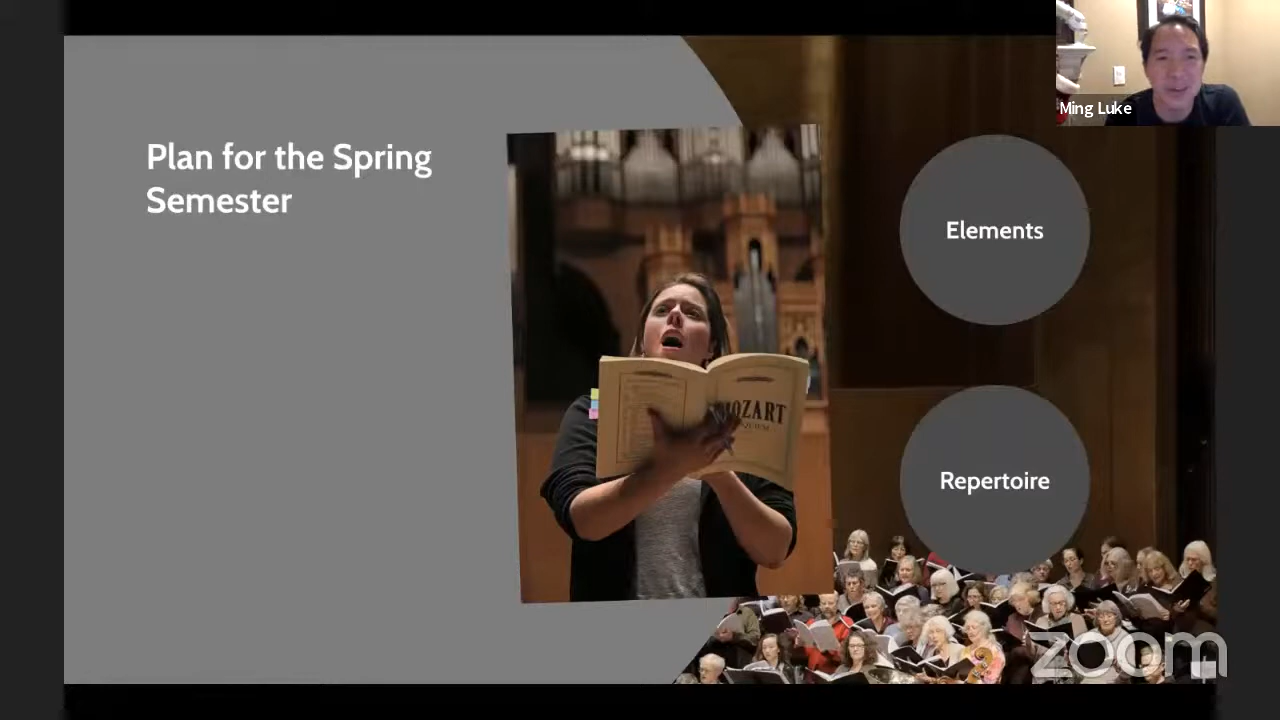 Plan for the Spring
Semester
MOZART
Elements
Repertoire
Ming Luke
zoom